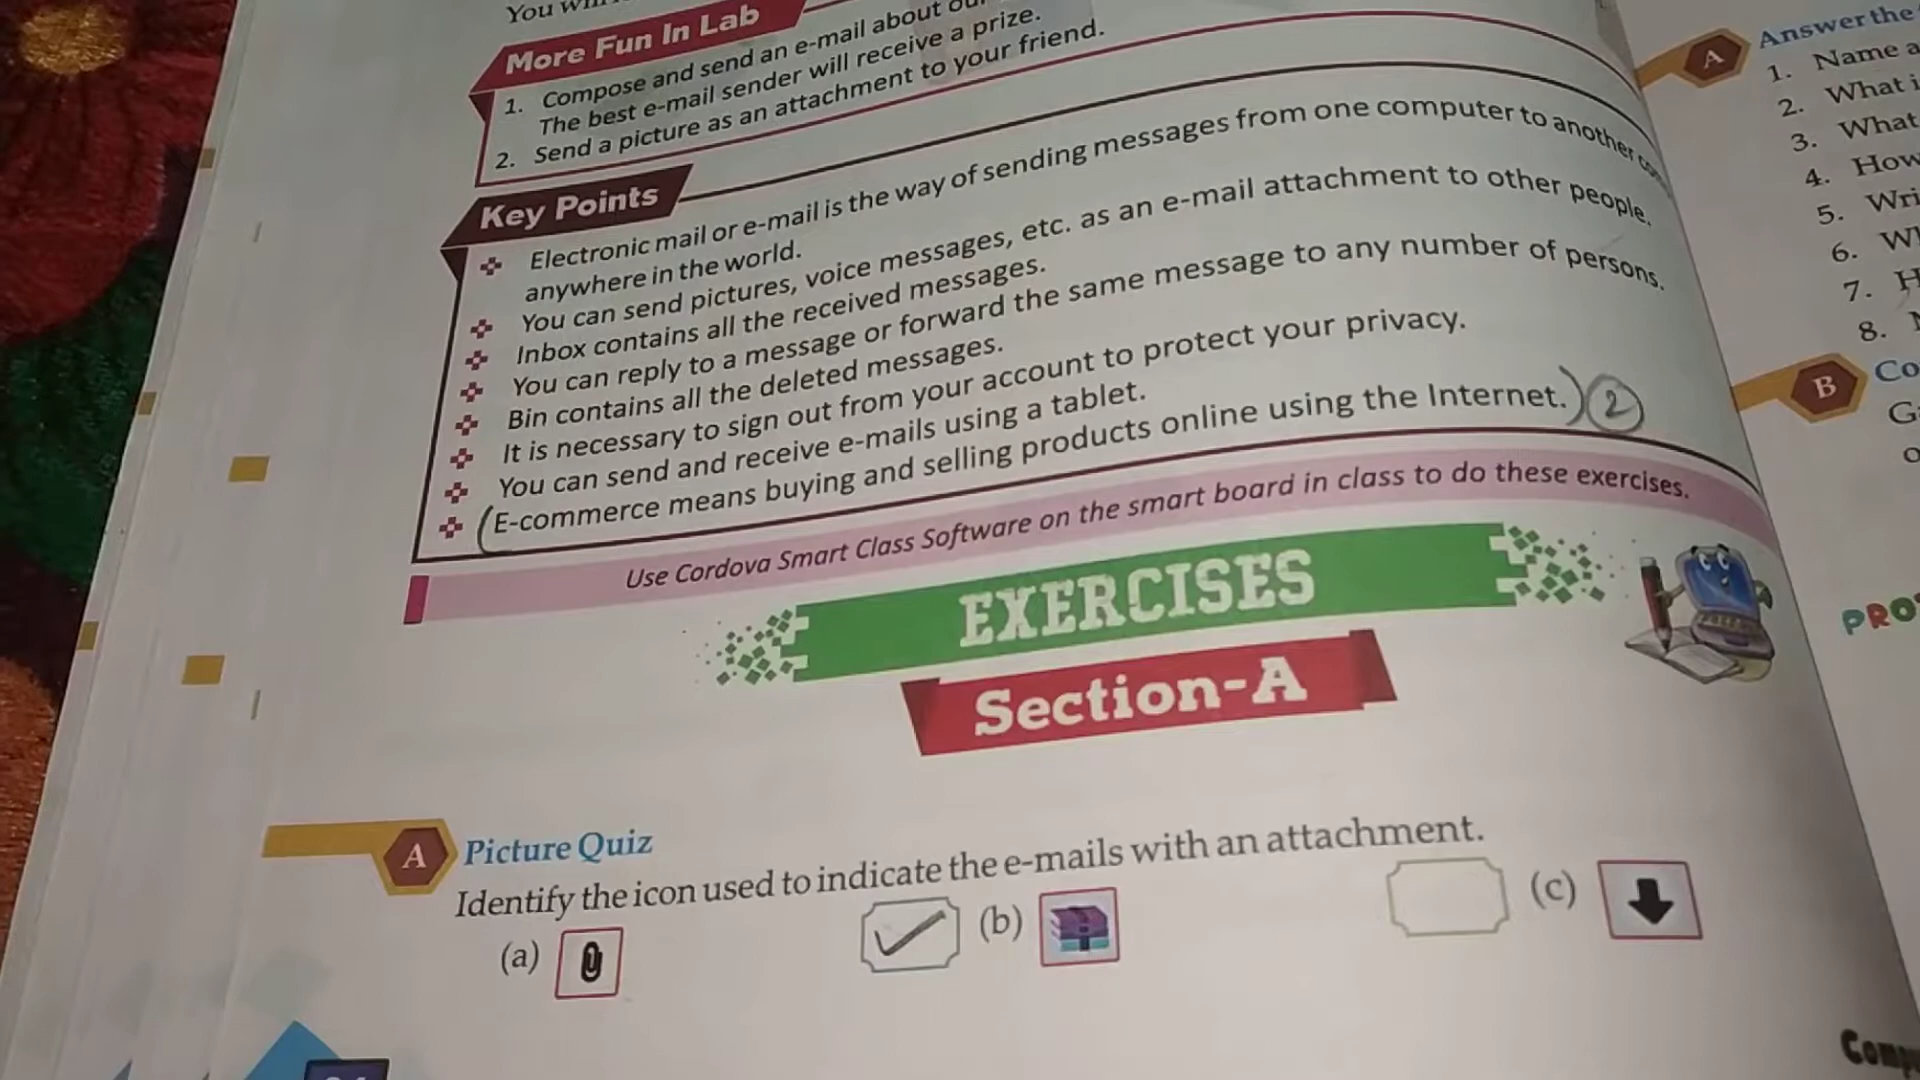 More Fun In Lab
1. Compose and send an e-mail about
The best e-mail sender will receive a prize.
2. Send a picture as an attachment to your friend.
Key Points
Electronic mail or e-mail is the way of sending messages from one computer to another
anywhere in the world.
You can send pictures, voice messages, etc. as an e-mail attachment to other people.
Inbox contains all the received messages.
You can reply to a message or forward the same message to any number of persons.
Bin contains all the deleted messages.
It is necessary to sign out from your account to protect your privacy.
You can send and receive e-mails using a tablet.
(E-commerce means buying and selling products online using the Internet.) 2
Use Cordova Smart Class Software on the smart board in class to do these exercises.
EXERCISES
Section-A
A Picture Quiz
Identify the icon used to indicate the e-mails with an attachment.
(a) (b) (c)
A Answer the
1. Name a
2. What
3. What
4. How
5.
6.
7.
8.
B